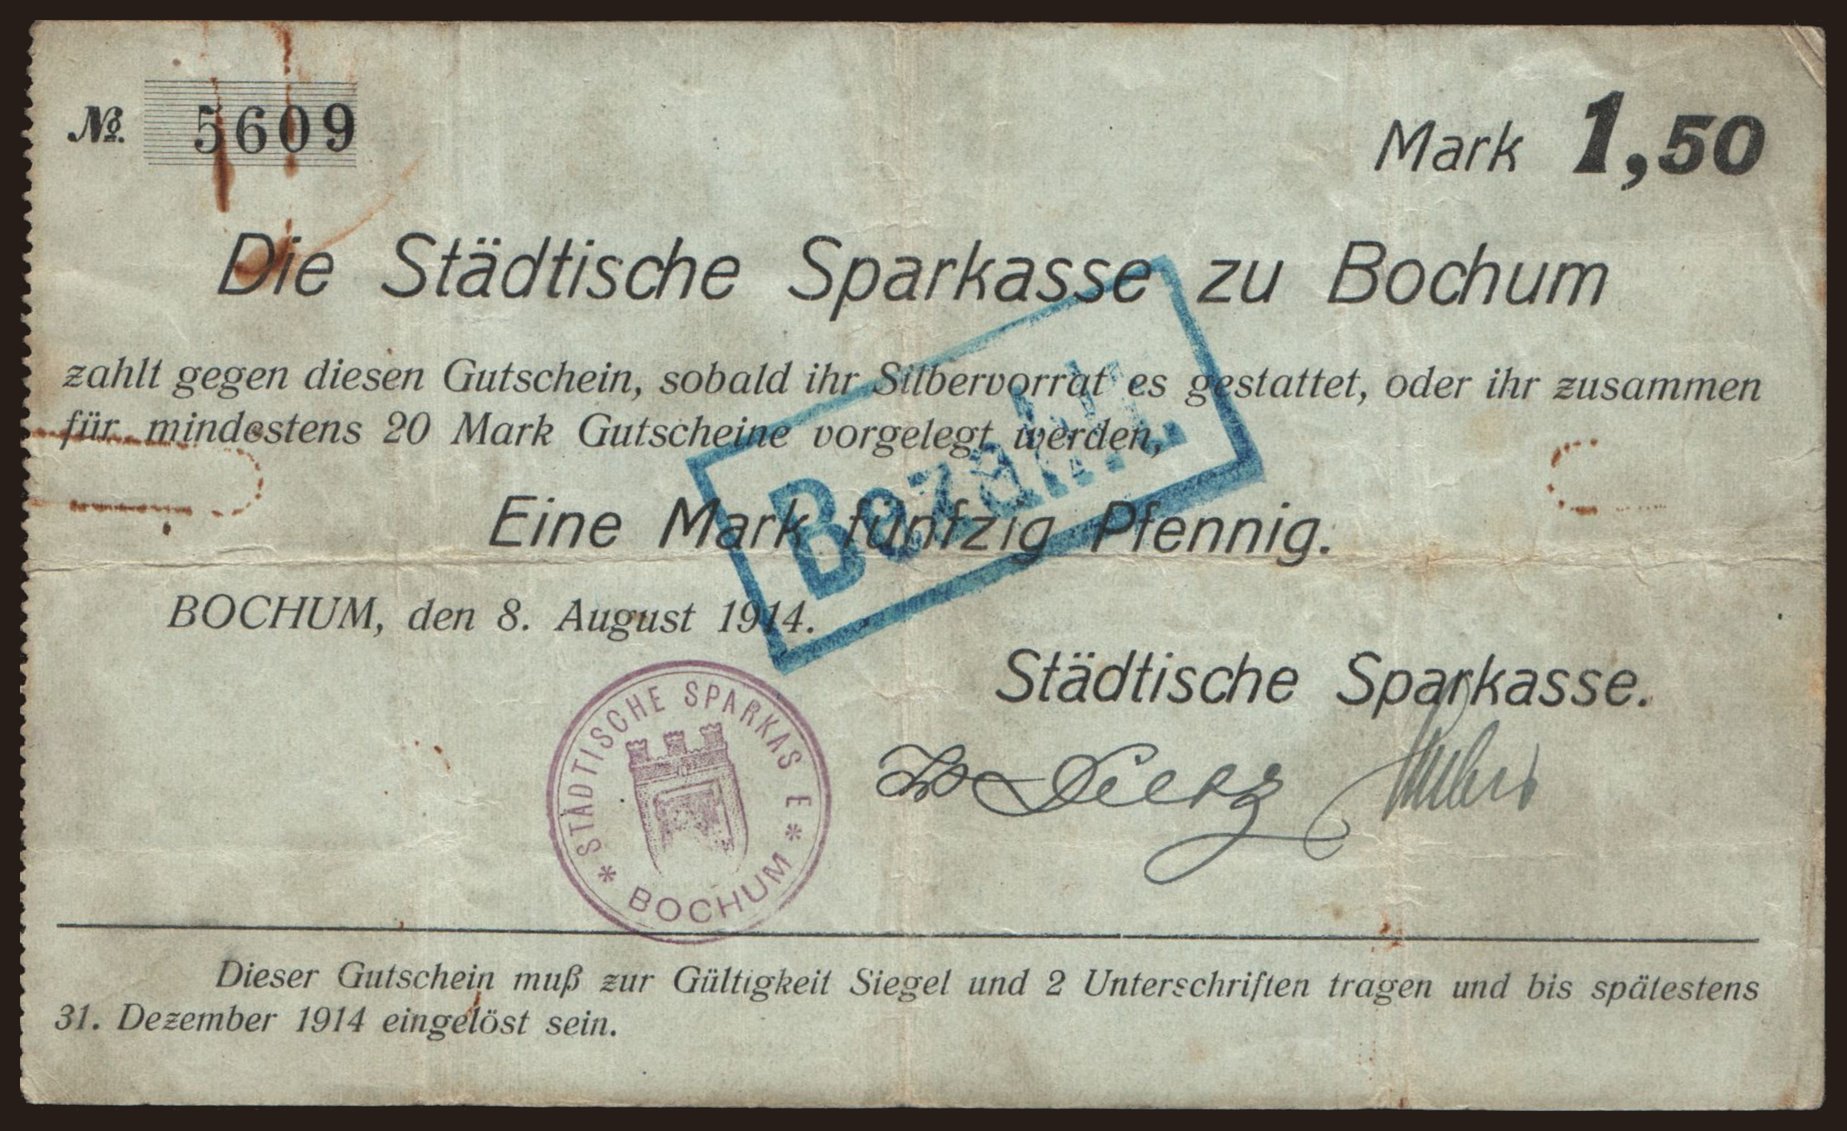 № 5609
Mark 1,50
Die Städtische Sparkasse zu Bochum
zahlt gegen diesen Gutschein, sobald ihr Silbervorrat es gestattet, oder ihr zusammen
für mindestens 20 Mark Gutscheine vorgelegt werden,
Eine Mark fünfzig Pfennig.
Bezahlt.
BOCHUM, den 8. August 1914.
Städtische Sparkasse.
STÄDTISCHE SPARKAS E
* BOCHUM *
Dieser Gutschein muß zur Gültigkeit Siegel und 2 Unterschriften tragen und bis spätestens
31. Dezember 1914 eingelöst sein.